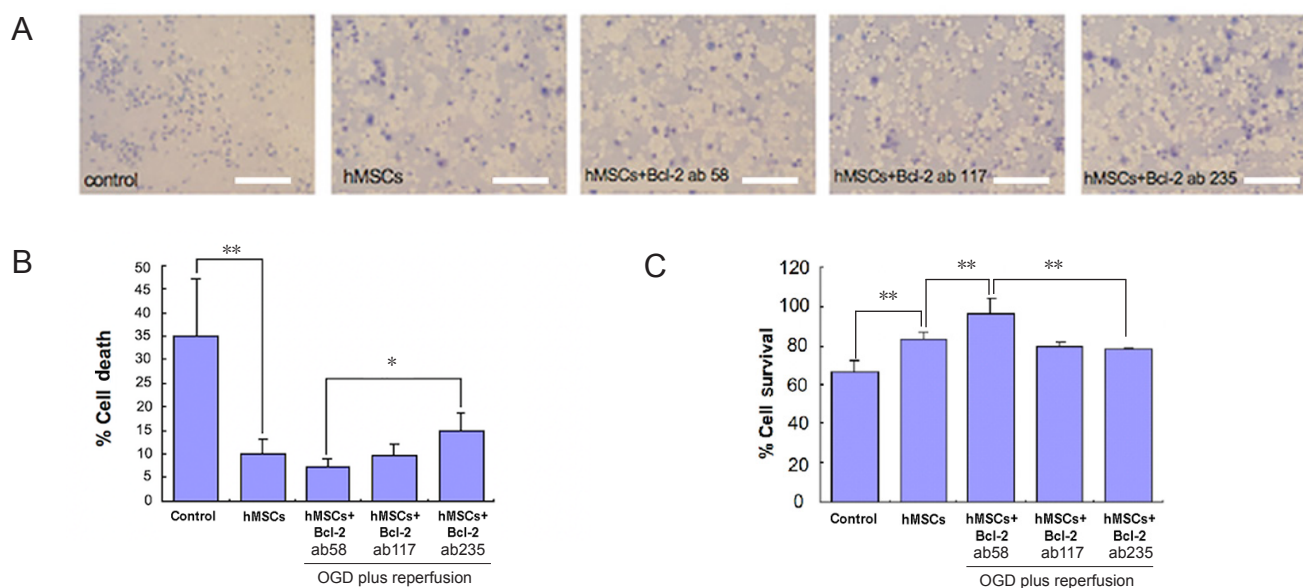 A
control
hMSCs
hMSCs+Bcl-2 ab 58
hMSCs+Bcl-2 ab 117
hMSCs+Bcl-2 ab 235
B
% Cell death
50
45
40
35
30
25
20
15
10
5
0
**
*
Control
hMSCs
hMSCs+
Bcl-2
ab58
hMSCs+
Bcl-2
ab117
hMSCs+
Bcl-2
ab235
OGD plus reperfusion
C
% Cell survival
120
100
80
60
40
20
0
**
**
**
Control
hMSCs
hMSCs+
Bcl-2
ab58
hMSCs+
Bcl-2
ab117
hMSCs+
Bcl-2
ab235
OGD plus reperfusion